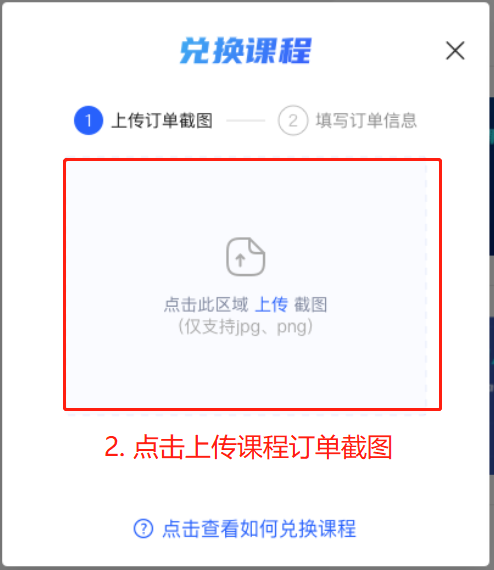 兑换课程
1 上传订单截图 2 填写订单信息
点击此区域 上传 截图
(仅支持jpg、png)
2. 点击上传课程订单截图
? 点击查看如何兑换课程